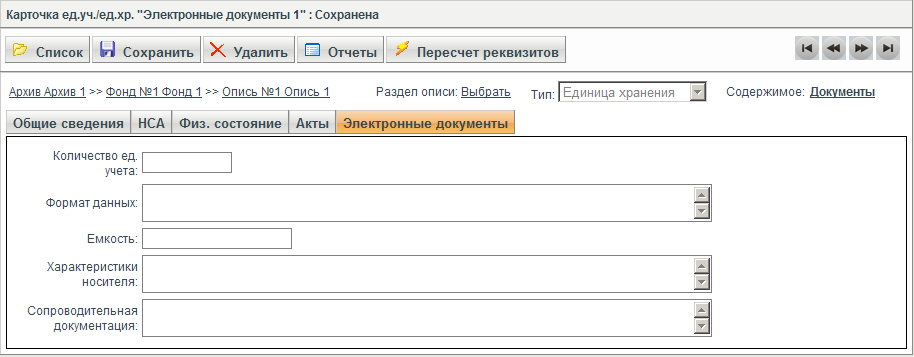 Карточка ед.уч./ед.хр. "Электронные документы 1" : Сохранена
Список Сохранить Удалить Отчеты Пересчет реквизитов
Архив Архив 1 >> Фонд №1 Фонд 1 >> Опись №1 Опись 1 Раздел описи: Выбрать Тип: Единица хранения Содержимое: Документы
Общие сведения НСА Физ. состояние Акты Электронные документы
Количество ед.
учета:
Формат данных:
Емкость:
Характеристики
носителя:
Сопроводительная
документация: